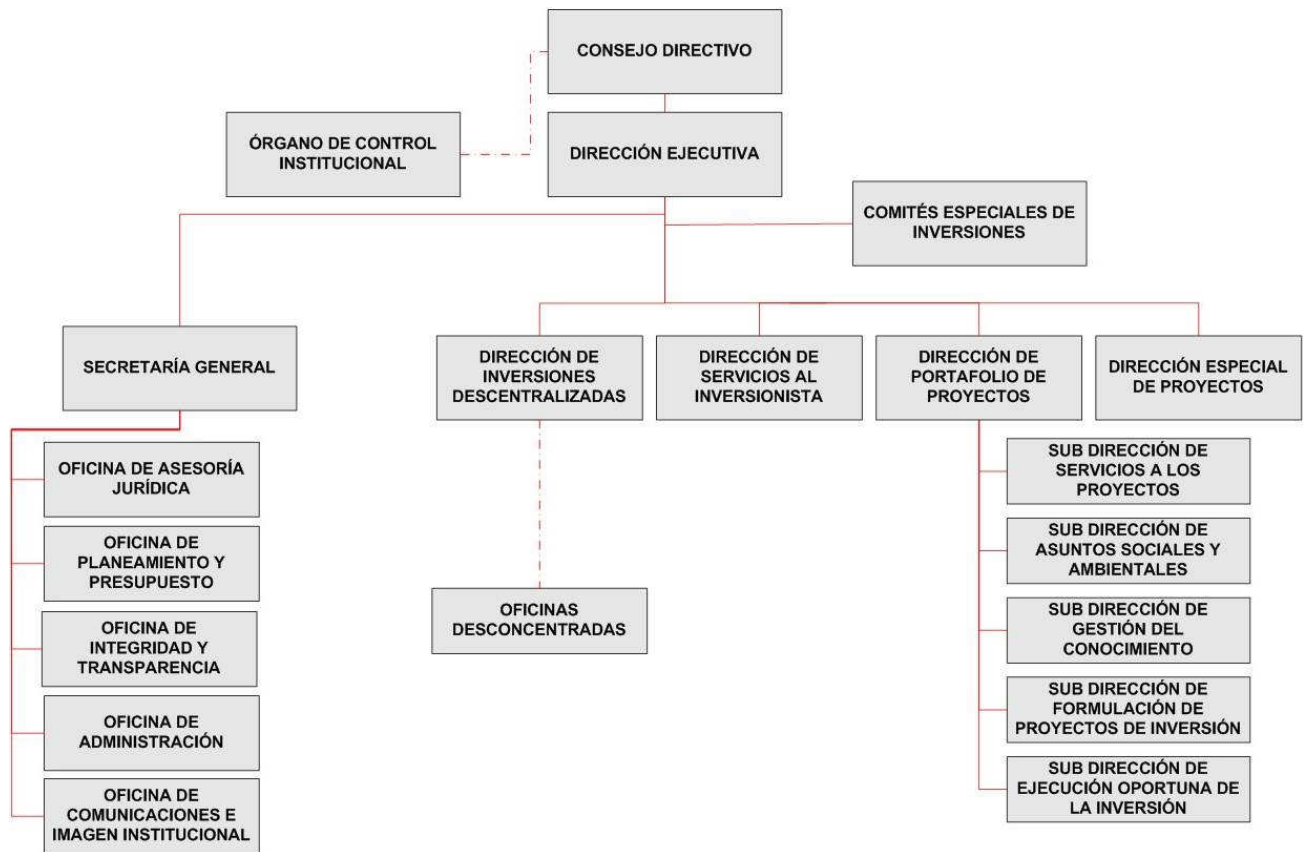 CONSEJO DIRECTIVO
ÓRGANO DE CONTROL
INSTITUCIONAL
DIRECCIÓN EJECUTIVA
COMITÉS ESPECIALES DE
INVERSIONES
SECRETARÍA GENERAL
DIRECCIÓN DE
INVERSIONES
DESCENTRALIZADAS
DIRECCIÓN DE
SERVICIOS AL
INVERSIONISTA
DIRECCIÓN DE
PORTAFOLIO DE
PROYECTOS
DIRECCIÓN ESPECIAL
DE PROYECTOS
OFICINA DE ASESORÍA
JURÍDICA
OFICINA DE
PLANEAMIENTO Y
PRESUPUESTO
OFICINA DE
INTEGRIDAD Y
TRANSPARENCIA
OFICINA DE
ADMINISTRACIÓN
OFICINA DE
COMUNICACIONES E
IMAGEN INSTITUCIONAL
OFICINAS
DESCONCENTRADAS
SUB DIRECCIÓN DE
SERVICIOS A LOS
PROYECTOS
SUB DIRECCIÓN DE
ASUNTOS SOCIALES Y
AMBIENTALES
SUB DIRECCIÓN DE
GESTIÓN DEL
CONOCIMIENTO
SUB DIRECCIÓN DE
FORMULACIÓN DE
PROYECTOS DE INVERSIÓN
SUB DIRECCIÓN DE
EJECUCIÓN OPORTUNA DE
LA INVERSIÓN